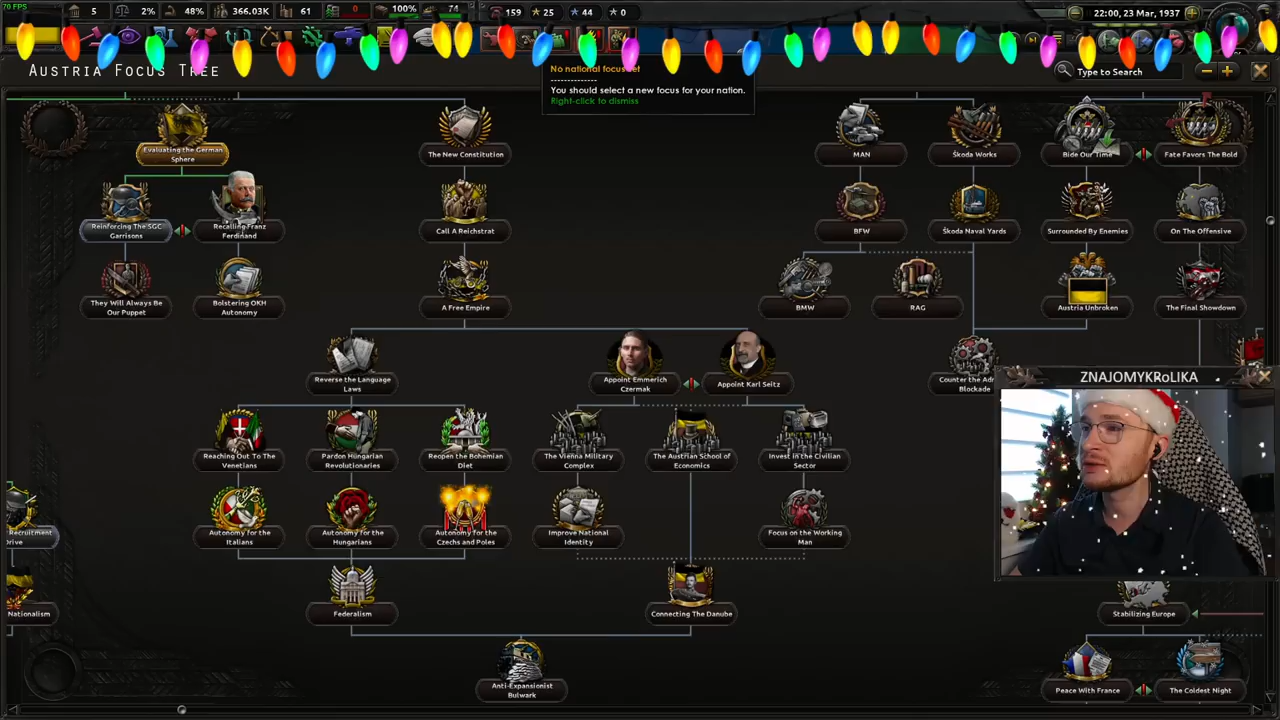 70 FPS
5
2%
48%
366.03K
61
0
100%
74
159
25
44
0
22:00, 23 Mar, 1937
Austria Focus Tree
No national focus set
------------
You should select a new focus for your nation.
Right-click to dismiss
Type to Search
Evaluating the German
Sphere
The New Constitution
MAN
Škoda Works
Bide Our Time
Fate Favors The Bold
Reinforcing The SGC
Garrisons
Recalling Franz
Ferdinand
Call A Reichstrat
BFW
Škoda Naval Yards
Surrounded By Enemies
On The Offensive
They Will Always Be
Our Puppet
Bolstering OKH
Autonomy
A Free Empire
BMW
RAG
Austria Unbroken
The Final Showdown
Reverse the Language
Laws
Appoint Emmerich
Czermak
Appoint Karl Seitz
Counter the
Blockade
ZNAJOMYKRoLIKA
Reaching Out To The
Venetians
Pardon Hungarian
Revolutionaries
Reopen the Bohemian
Diet
The Vienna Military
Complex
The Austrian School of
Economics
Invest in the Civilian
Sector
Recruitment
Drive
Autonomy for the
Italians
Autonomy for the
Hungarians
Autonomy for the
Czechs and Poles
Improve National
Identity
Focus on the Working
Man
Nationalism
Federalism
Connecting The Danube
Stabilizing Europe
Anti-Expansionist
Bulwark
Peace With France
The Coldest Night